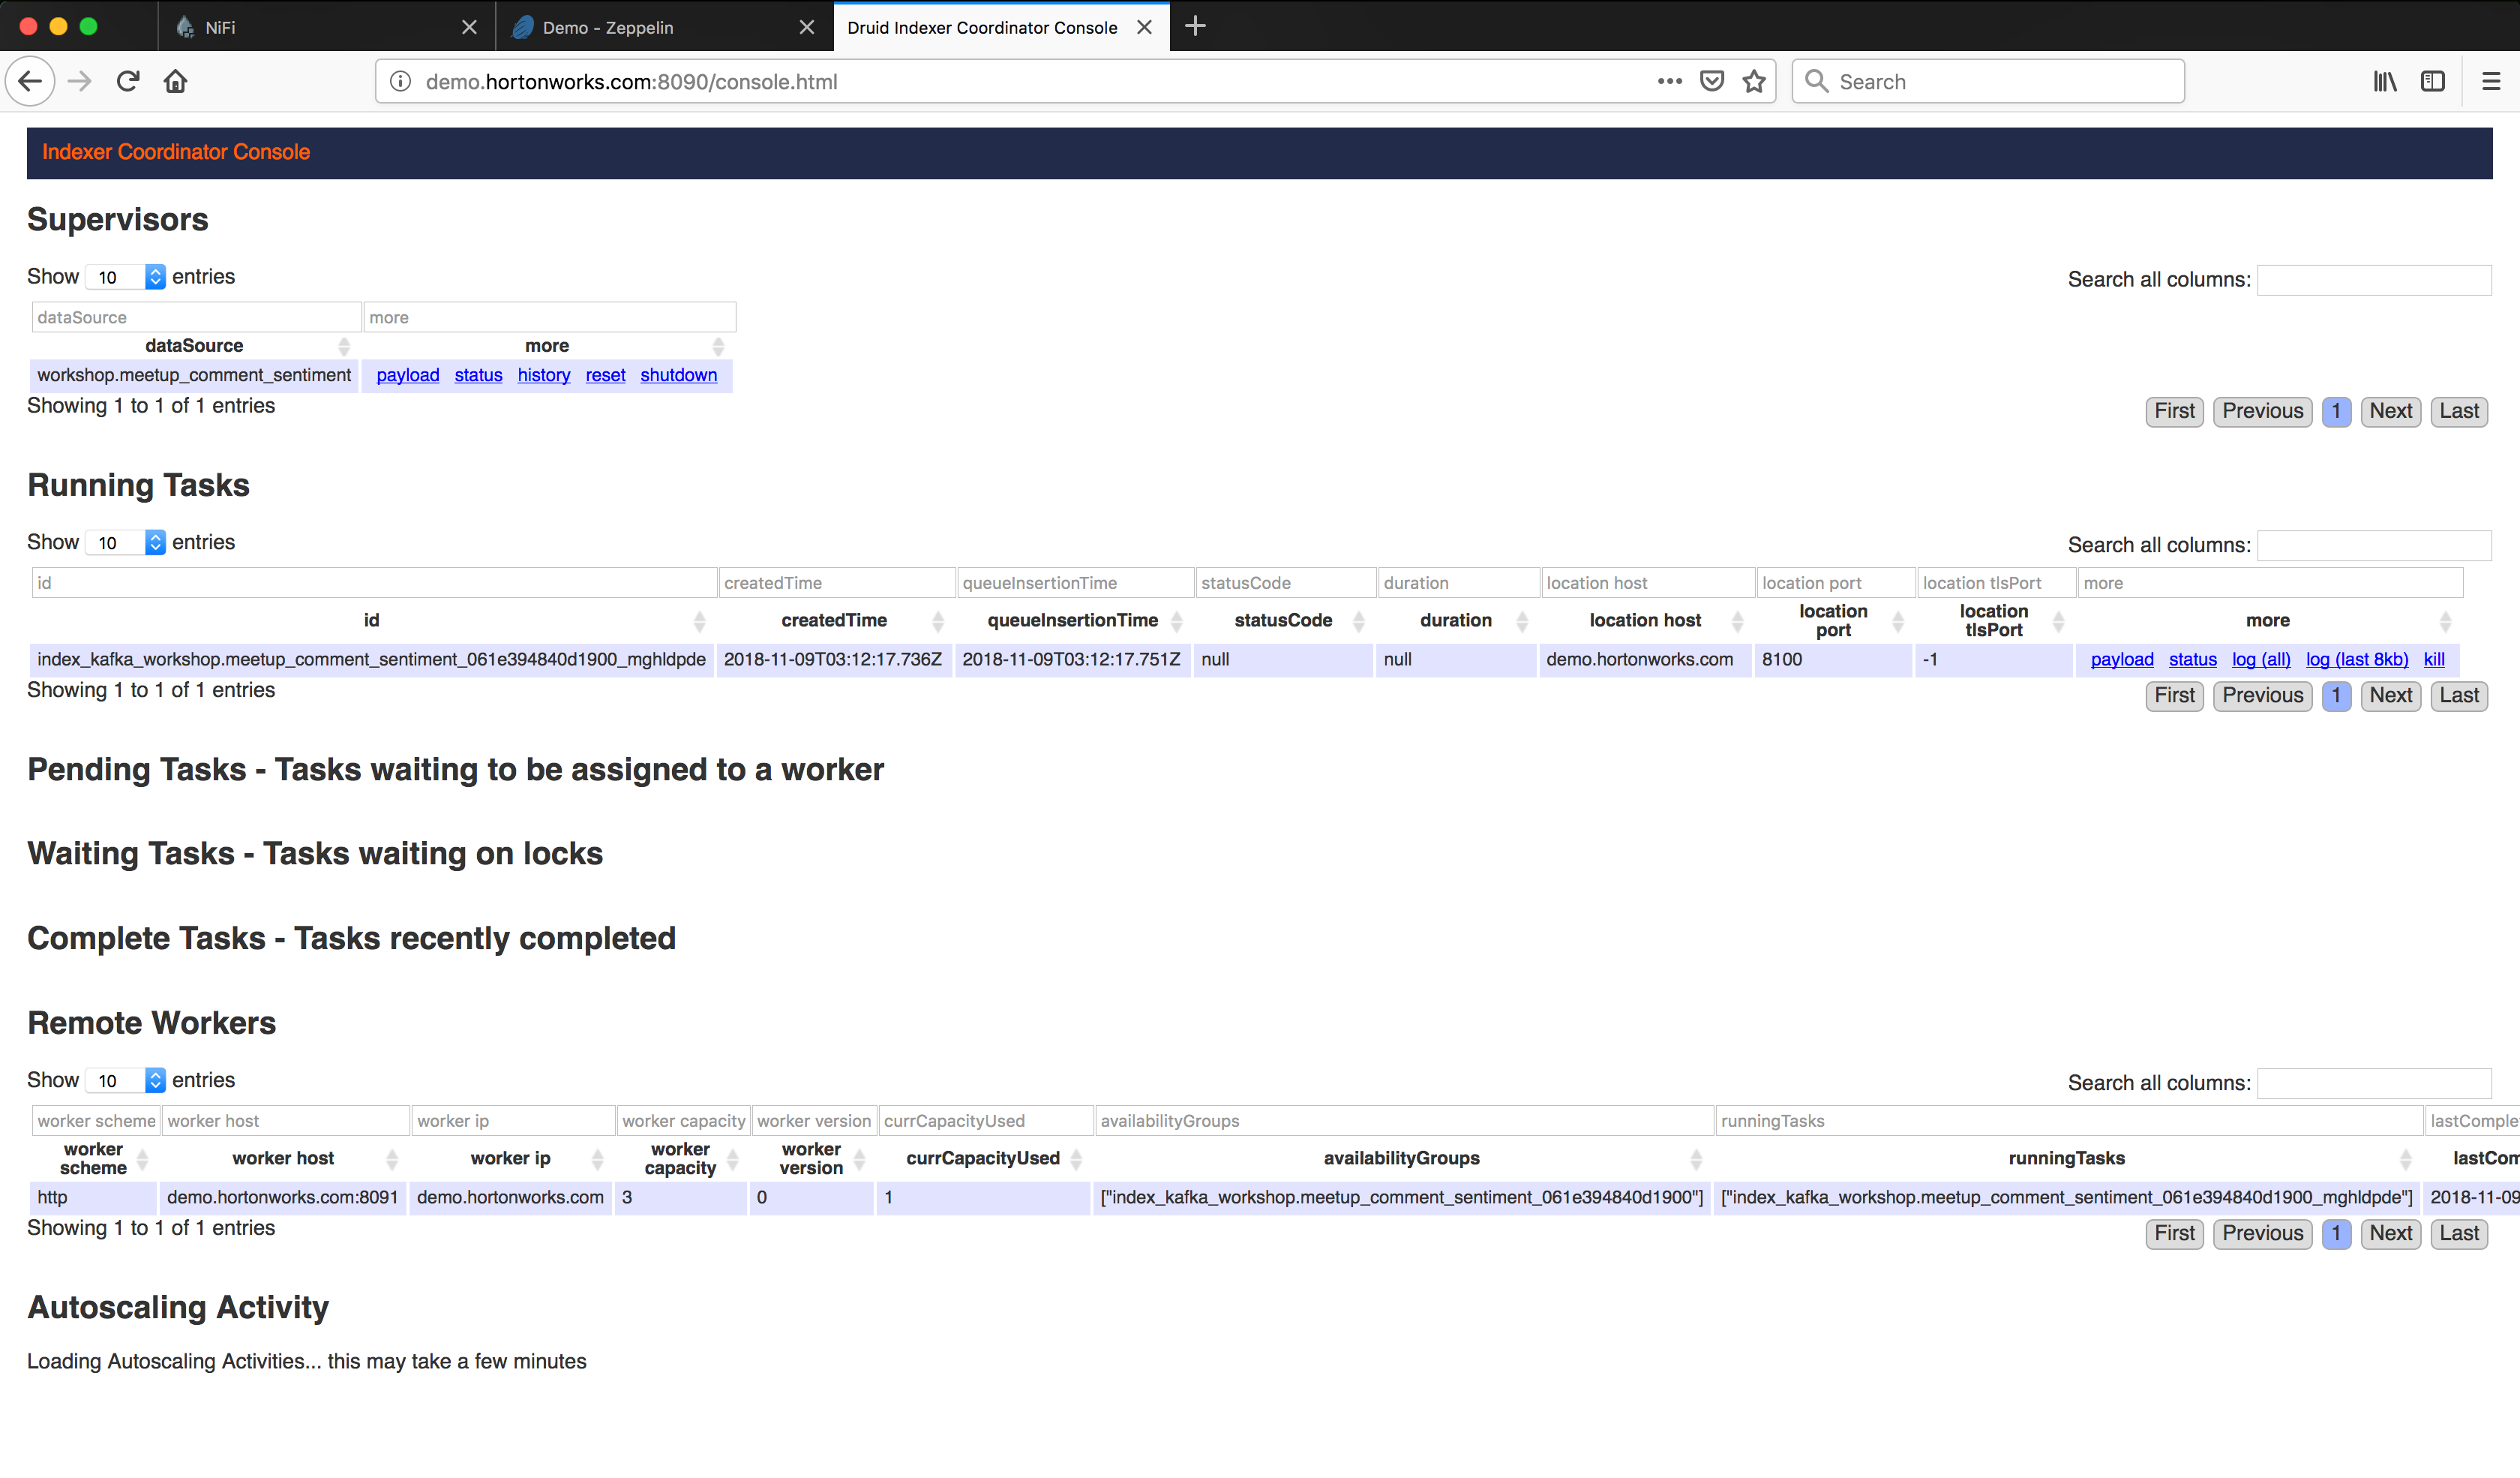 NiFi
Demo - Zeppelin
Druid Indexer Coordinator Console
demo.hortonworks.com:8090/console.html
Search
Indexer Coordinator Console
Supervisors
Show 10 entries
Search all columns:
dataSource more
dataSource more
workshop.meetup_comment_sentiment payload status history reset shutdown
Showing 1 to 1 of 1 entries
First Previous 1 Next Last
Running Tasks
Show 10 entries
Search all columns:
id createdTime queueInsertionTime statusCode duration location host location port location tlsPort more
id createdTime queueInsertionTime statusCode duration location host location port location tlsPort more
index_kafka_workshop.meetup_comment_sentiment_061e394840d1900_mghldpde 2018-11-09T03:12:17.736Z 2018-11-09T03:12:17.751Z null null demo.hortonworks.com 8100 -1 payload status log (all) log (last 8kb) kill
Showing 1 to 1 of 1 entries
First Previous 1 Next Last
Pending Tasks - Tasks waiting to be assigned to a worker
Waiting Tasks - Tasks waiting on locks
Complete Tasks - Tasks recently completed
Remote Workers
Show 10 entries
Search all columns:
worker scheme worker host worker ip worker capacity worker version currCapacityUsed availabilityGroups runningTasks lastComple
worker scheme worker host worker ip worker capacity worker version currCapacityUsed availabilityGroups runningTasks lastCom
http demo.hortonworks.com:8091 demo.hortonworks.com 3 0 1 ["index_kafka_workshop.meetup_comment_sentiment_061e394840d1900"] ["index_kafka_workshop.meetup_comment_sentiment_061e394840d1900_mghldpde"] 2018-11-09
Showing 1 to 1 of 1 entries
First Previous 1 Next Last
Autoscaling Activity
Loading Autoscaling Activities... this may take a few minutes